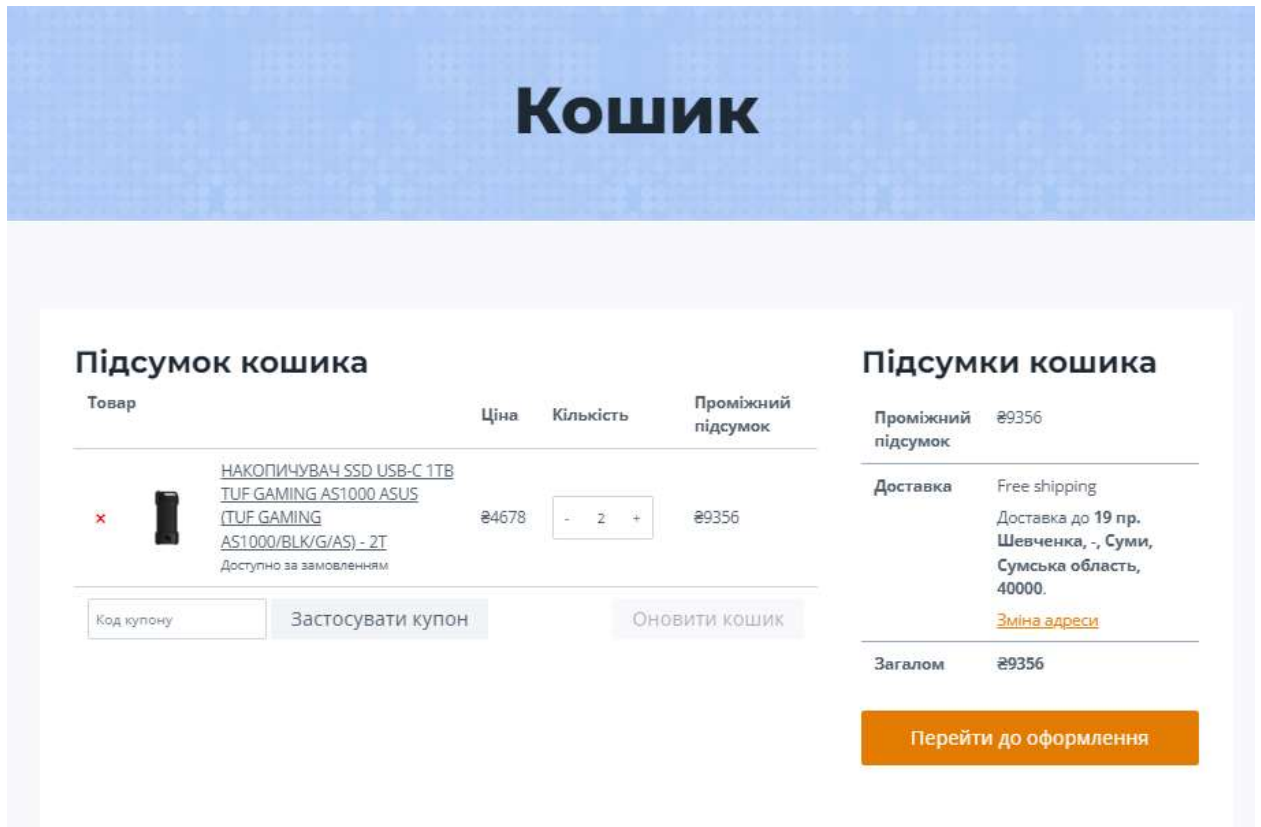 Кошик
Підсумок кошика
Товар
Ціна
Кількість
Проміжний
підсумок
×
НАКОПИЧУВАЧ SSD USB-C 1TB
TUF GAMING AS1000 ASUS
(TUF GAMING
AS1000/BLK/G/AS) - 2T
Доступно за замовленням
₴4678
- 2 +
₴9356
Код купону
Застосувати купон
Оновити кошик
Підсумки кошика
Проміжний
підсумок
₴9356
Доставка
Free shipping
Доставка до 19 пр.
Шевченка, -, Суми,
Сумська область,
40000.
Зміна адреси
Загалом
₴9356
Перейти до оформлення